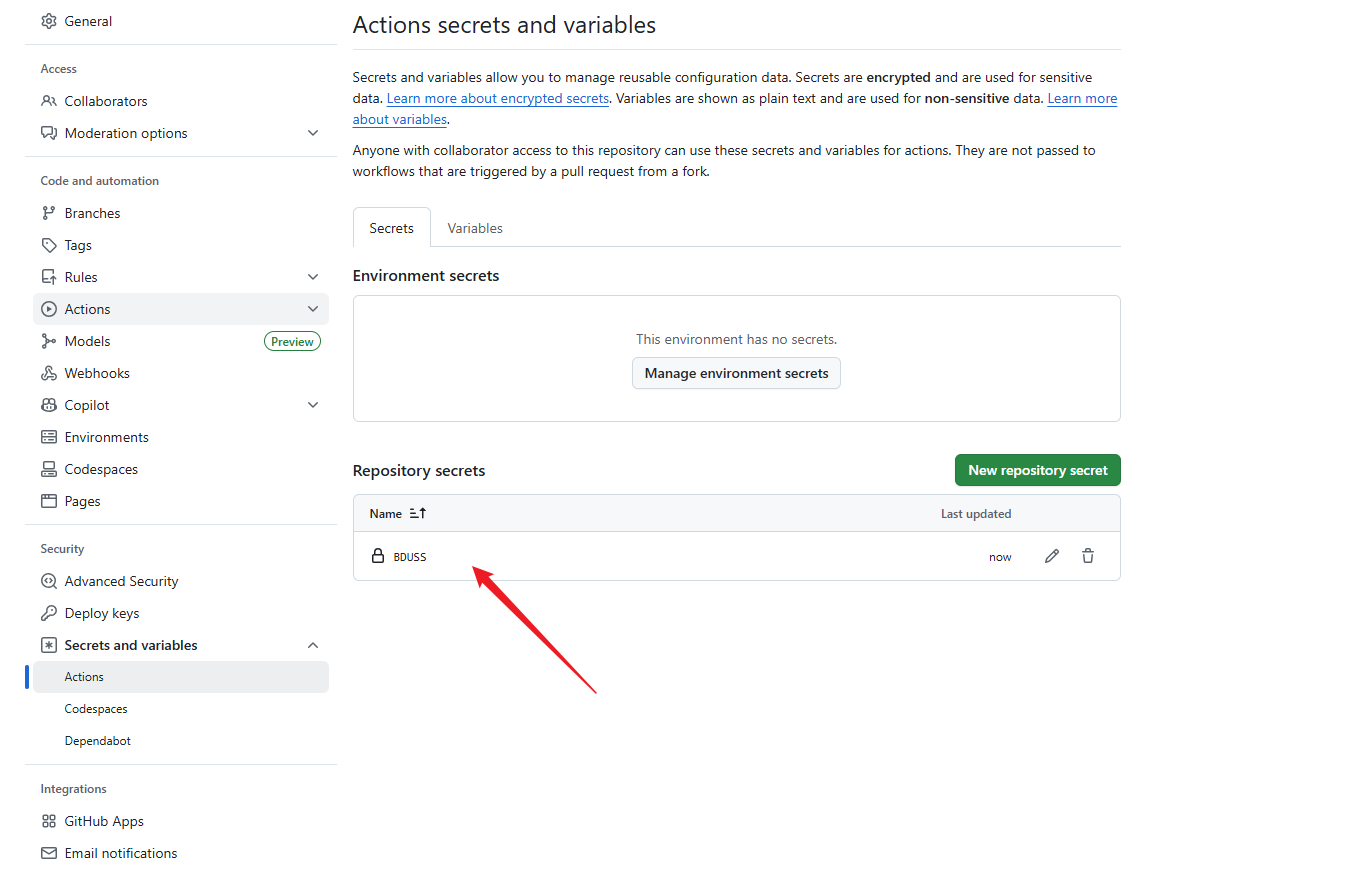 General
Access
Collaborators
Moderation options
Code and automation
Branches
Tags
Rules
Actions
Models
Preview
Webhooks
Copilot
Environments
Codespaces
Pages
Security
Advanced Security
Deploy keys
Secrets and variables
Actions
Codespaces
Dependabot
Integrations
GitHub Apps
Email notifications
Actions secrets and variables
Secrets and variables allow you to manage reusable configuration data. Secrets are encrypted and are used for sensitive
data. Learn more about encrypted secrets. Variables are shown as plain text and are used for non-sensitive data. Learn more
about variables.
Anyone with collaborator access to this repository can use these secrets and variables for actions. They are not passed to
workflows that are triggered by a pull request from a fork.
Secrets Variables
Environment secrets
This environment has no secrets.
Manage environment secrets
Repository secrets
New repository secret
Name Last updated
BDUSS now